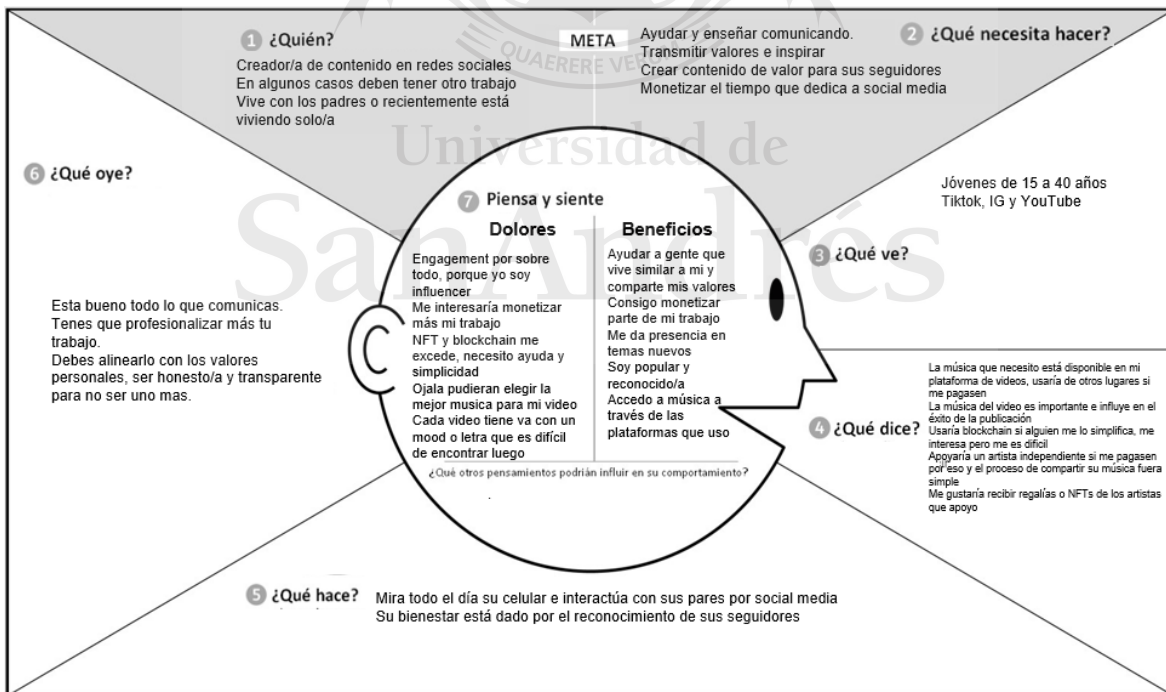 1 ¿Quién?
Creador/a de contenido en redes sociales
En algunos casos deben tener otro trabajo
Vive con los padres o recientemente está
viviendo solo/a
META
QUAERERE VERUM
2 ¿Qué necesita hacer?
Ayudar y enseñar comunicando.
Transmitir valores e inspirar
Crear contenido de valor para sus seguidores
Monetizar el tiempo que dedica a social media
Universidad de
SanAndrés
3 ¿Qué ve?
Jóvenes de 15 a 40 años
Tiktok, IG y YouTube
4 ¿Qué dice?
La música que necesito está disponible en mi
plataforma de videos, usaría de otros lugares si
me pagasen
La música del video es importante e influye en el
éxito de la publicación
Usaría blockchain si alguien me lo simplifica, me
interesa pero me es dificil
Apoyaría un artista independiente si me pagasen
por eso y el proceso de compartir su música fuera
simple
Me gustaría recibir regalías o NFTs de los artistas
que apoyo
5 ¿Qué hace?
Mira todo el día su celular e interactúa con sus pares por social media
Su bienestar está dado por el reconocimiento de sus seguidores
6 ¿Qué oye?
Esta bueno todo lo que comunicas.
Tenes que profesionalizar más tu
trabajo.
Debes alinearlo con los valores
personales, ser honesto/a y transparente
para no ser uno mas.
7 Piensa y siente
Dolores
Engagement por sobre
todo, porque yo soy
influencer
Me interesaría monetizar
más mi trabajo
NFT y blockchain me
excede, necesito ayuda y
simplicidad
Ojala pudieran elegir la
mejor musica para mi video
Cada video tiene va con un
mood o letra que es difícil
de encontrar luego
Beneficios
Ayudar a gente que
vive similar a mi y
comparte mis valores
Consigo monetizar
parte de mi trabajo
Me da presencia en
temas nuevos
Soy popular y
reconocido/a
Accedo a música a
través de las
plataformas que uso
¿Qué otros pensamientos podrián influir en su comportamiento?